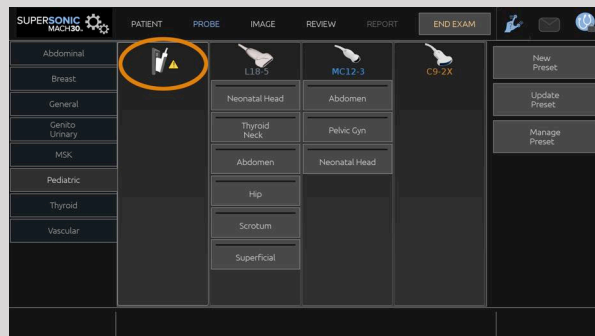 SUPERSONIC
MACH30®
PATIENT PROBE IMAGE REVIEW REPORT END EXAM
Abdominal
Breast
General
Genito
Urinary
MSK
Pediatric
Thyroid
Vascular
L18-5 MC12-3 C9-2X
Neonatal Head Abdomen
Thyroid
Neck
Pelvic Gyn
Abdomen Neonatal Head
Hip
Scrotum
Superficial
New
Preset
Update
Preset
Manage
Preset